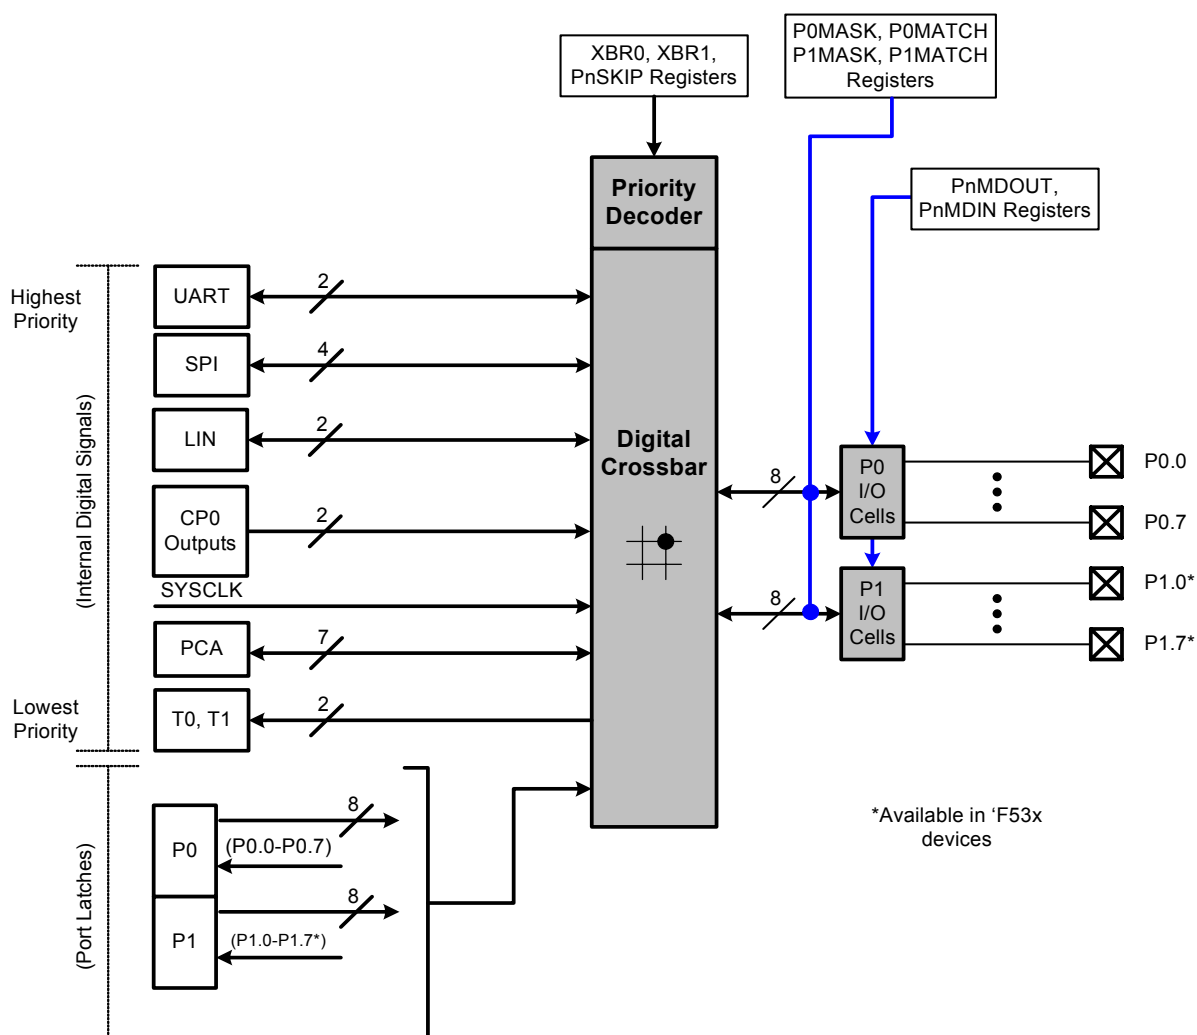 XBR0, XBR1,
PnSKIP Registers
P0MASK, P0MATCH
P1MASK, P1MATCH
Registers
PnMDOUT,
PnMDIN Registers
Priority
Decoder
Highest
Priority
(Internal Digital Signals)
UART
2
SPI
4
LIN
2
CP0
Outputs
2
SYSCLK
PCA
7
Lowest
Priority
T0, T1
2
Digital
Crossbar
8
P0
I/O
Cells
P0.0
P0.7
8
P1
I/O
Cells
P1.0*
P1.7*
(Port Latches)
P0
8
(P0.0-P0.7)
P1
8
(P1.0-P1.7*)
*Available in ‘F53x
devices